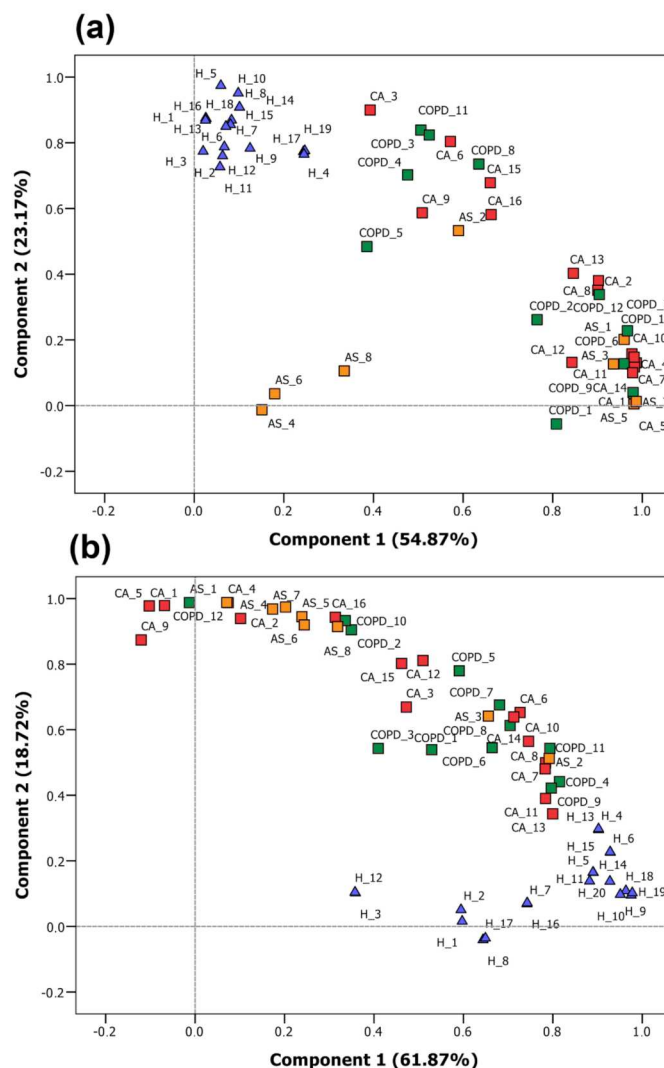 (a)
1.0
0.8
0.6
0.4
0.2
0.0
-0.2
H_5
H_10
H_8
H_16
H_18
H_14
H_1
H_15
H_13
H_7
H_6
H_17
H_19
H_3
H_9
H_2
H_12
H_4
H_11
CA_3
COPD_11
COPD_3
CA_6
COPD_8
COPD_4
CA_15
CA_9
AS_2
CA_16
COPD_5
CA_13
CA_2
CA_8
COPD_2
COPD_12
COPD_
AS_1
COPD_1
COPD_6
CA_10
CA_12
AS_3
CA_4
CA_11
CA_7
AS_8
AS_6
COPD_9
CA_14
AS_4
COPD_1
CA_1
AS_5
CA_5
-0.2
0.0
0.2
0.4
0.6
0.8
1.0
Component 1 (54.87%)
Component 2 (23.17%)
(b)
1.0
0.8
0.6
0.4
0.2
0.0
-0.2
CA_5
CA_1
AS_1
CA_4
AS_7
AS_5
CA_16
COPD_12
AS_4
COPD_10
CA_9
CA_2
AS_6
COPD_2
AS_8
CA_15
CA_12
COPD_5
CA_3
COPD_7
CA_6
AS_3
COPD_8
CA_10
COPD_3
COPD_1
CA_14
COPD_11
COPD_6
CA_8
AS_2
CA_7
COPD_4
CA_11
COPD_9
CA_13
H_13
H_4
H_15
H_6
H_5
H_14
H_12
H_11
H_18
H_2
H_7
H_20
H_19
H_3
H_17
H_10
H_9
H_1
H_16
H_8
-0.2
0.0
0.2
0.4
0.6
0.8
1.0
Component 1 (61.87%)
Component 2 (18.72%)